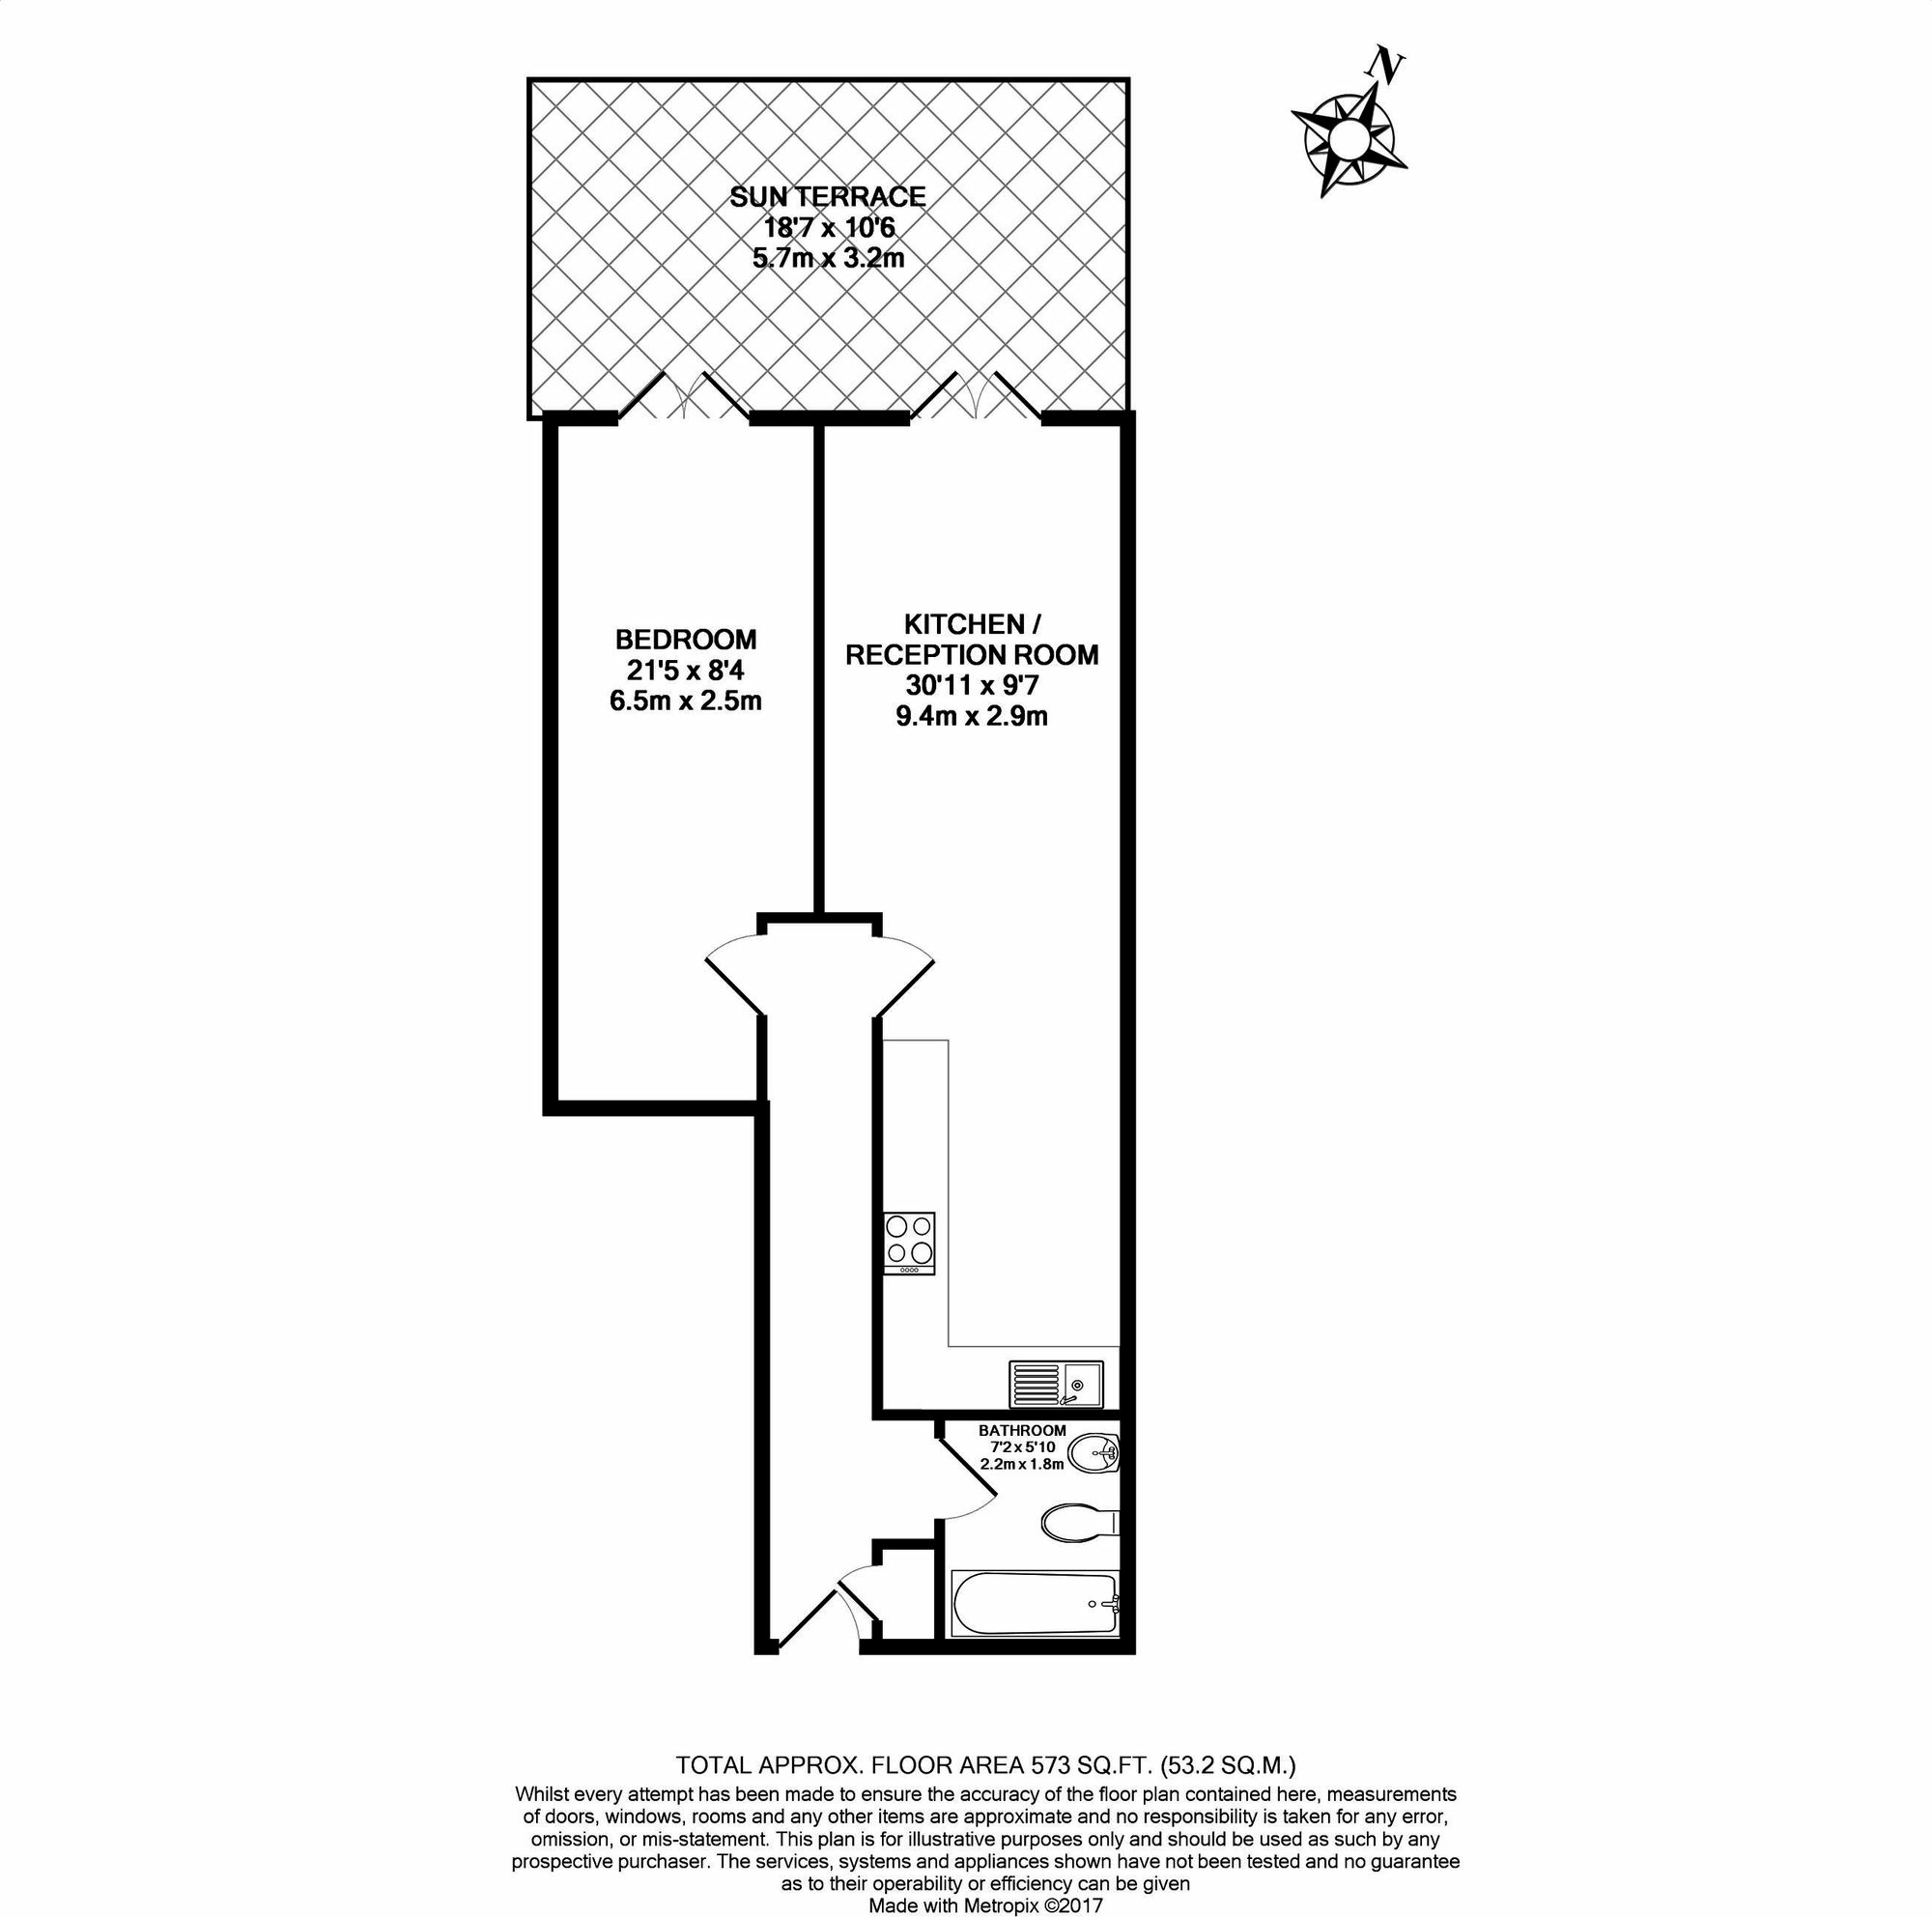 N
SUN TERRACE
18'7 x 10'6
5.7m x 3.2m
BEDROOM
21'5 x 8'4
6.5m x 2.5m
KITCHEN /
RECEPTION ROOM
30'11 x 9'7
9.4m x 2.9m
BATHROOM
7'2 x 5'10
2.2m x 1.8m
TOTAL APPROX. FLOOR AREA 573 SQ.FT. (53.2 SQ.M.)
Whilst every attempt has been made to ensure the accuracy of the floor plan contained here, measurements
of doors, windows, rooms and any other items are approximate and no responsibility is taken for any error,
omission, or mis-statement. This plan is for illustrative purposes only and should be used as such by any
prospective purchaser. The services, systems and appliances shown have not been tested and no guarantee
as to their operability or efficiency can be given
Made with Metropix ©2017